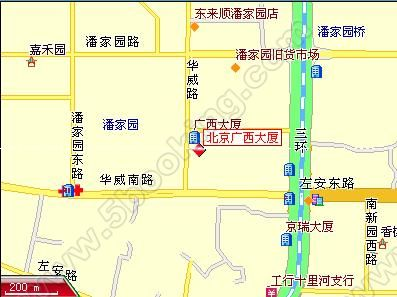 东来顺潘家园店
潘家园路
潘家园桥
嘉禾园
华威路
潘家园旧货市场
潘家园
潘家园东路
广西大厦
北京广西大厦
三环
华威南路
左安东路
京瑞大厦
南新园西路
香
左安路
工行十里河支行
200 m
www.51booking.com